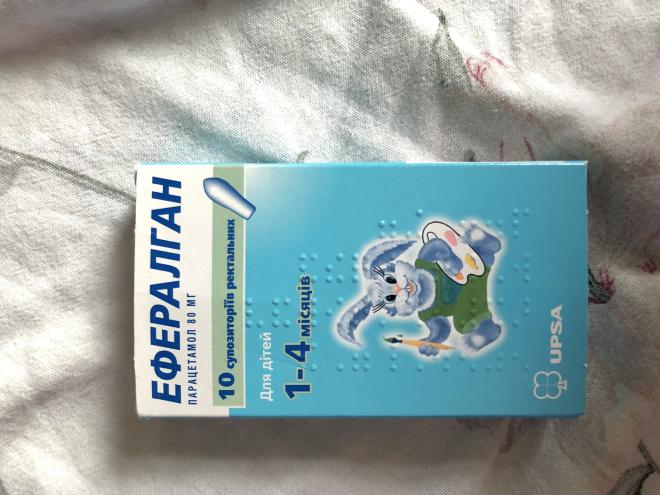 ЕФЕРАЛГАН
ПАРАЦЕТАМОЛ 80 МГ
10 супозиторіїв ректальних
Для дітей
1-4 місяців
UPSA